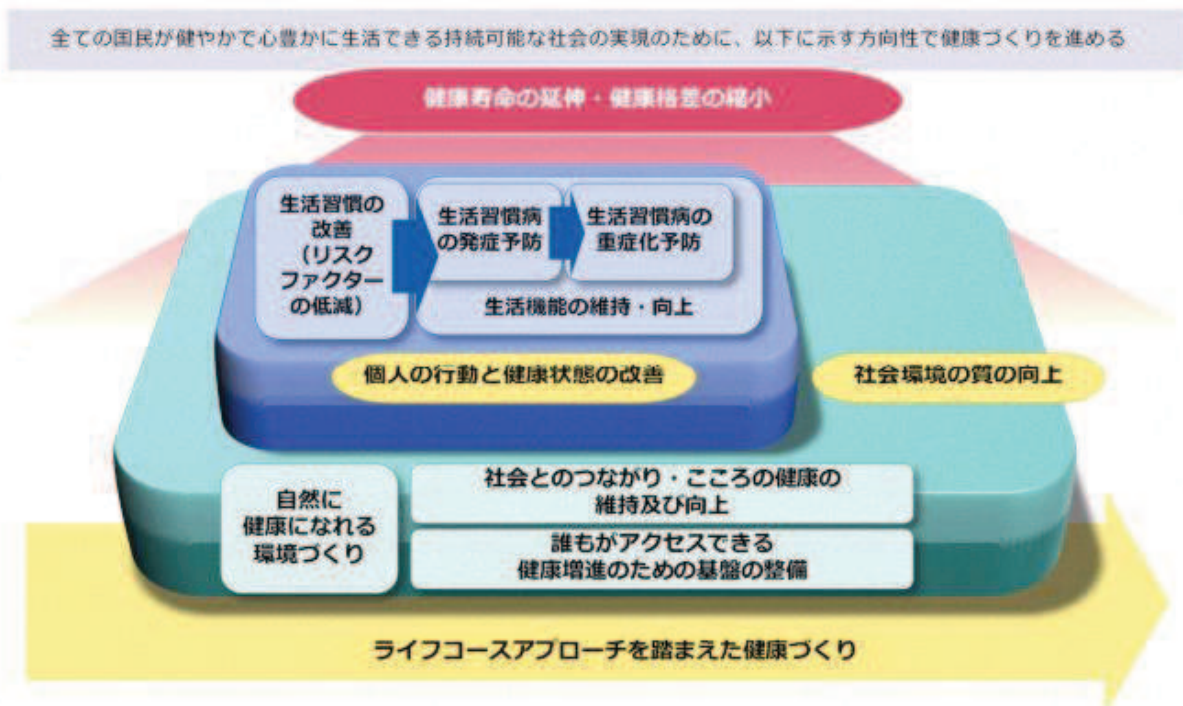 全ての国民が健やかで心豊かに生活できる持続可能な社会の実現のために、以下に示す方向性で健康づくりを進める
健康寿命の延伸・健康格差の縮小
生活習慣の
改善
（リスク
ファクター
の低減）
生活習慣病
の発症予防
生活習慣病の
重症化予防
生活機能の維持・向上
個人の行動と健康状態の改善
社会環境の質の向上
自然に
健康になれる
環境づくり
社会とのつながり・こころの健康の
維持及び向上
誰もがアクセスできる
健康増進のための基盤の整備
ライフコースアプローチを踏まえた健康づくり